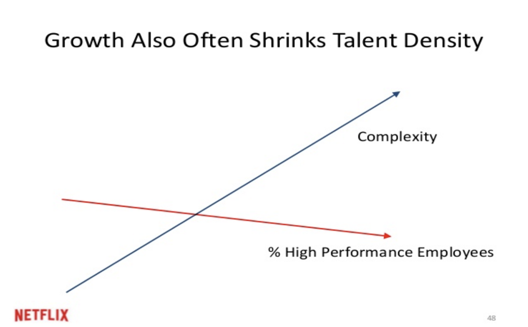 Growth Also Often Shrinks Talent Density
Complexity
% High Performance Employees
NETFLIX
48